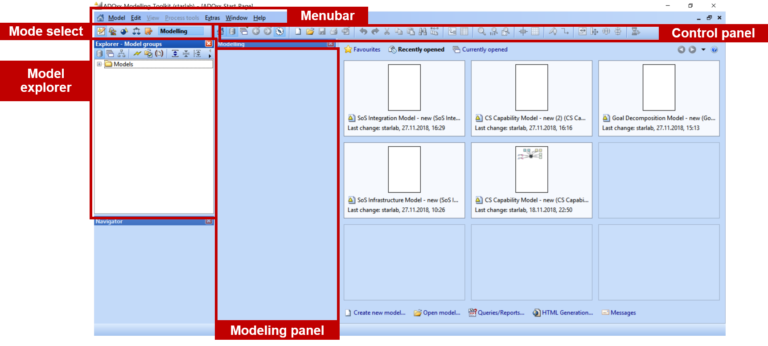 ADOxx Modelling Toolkit (starlab) - [ADOxx Start Panel]
Menubar
Model Edit View Process tools Extras Window Help
Mode select
Modelling
Control panel
Explorer - Model groups
Modelling
Models
Model explorer
Favourites Recently opened Currently opened
SoS Integration Model - new (SoS Inte...
Last change: starlab, 27.11.2018, 16:29
CS Capability Model - new (2) (CS Ca...
Last change: starlab, 27.11.2018, 16:16
Goal Decomposition Model - new (Go...
Last change: starlab, 27.11.2018, 15:13
SoS Infrastructure Model - new (SoS I...
Last change: starlab, 27.11.2018, 10:26
CS Capability Model - new (CS Capabi...
Last change: starlab, 18.11.2018, 22:50
Navigator
Create new model... Open model... Queries/Reports... HTML Generation... Messages
Modeling panel